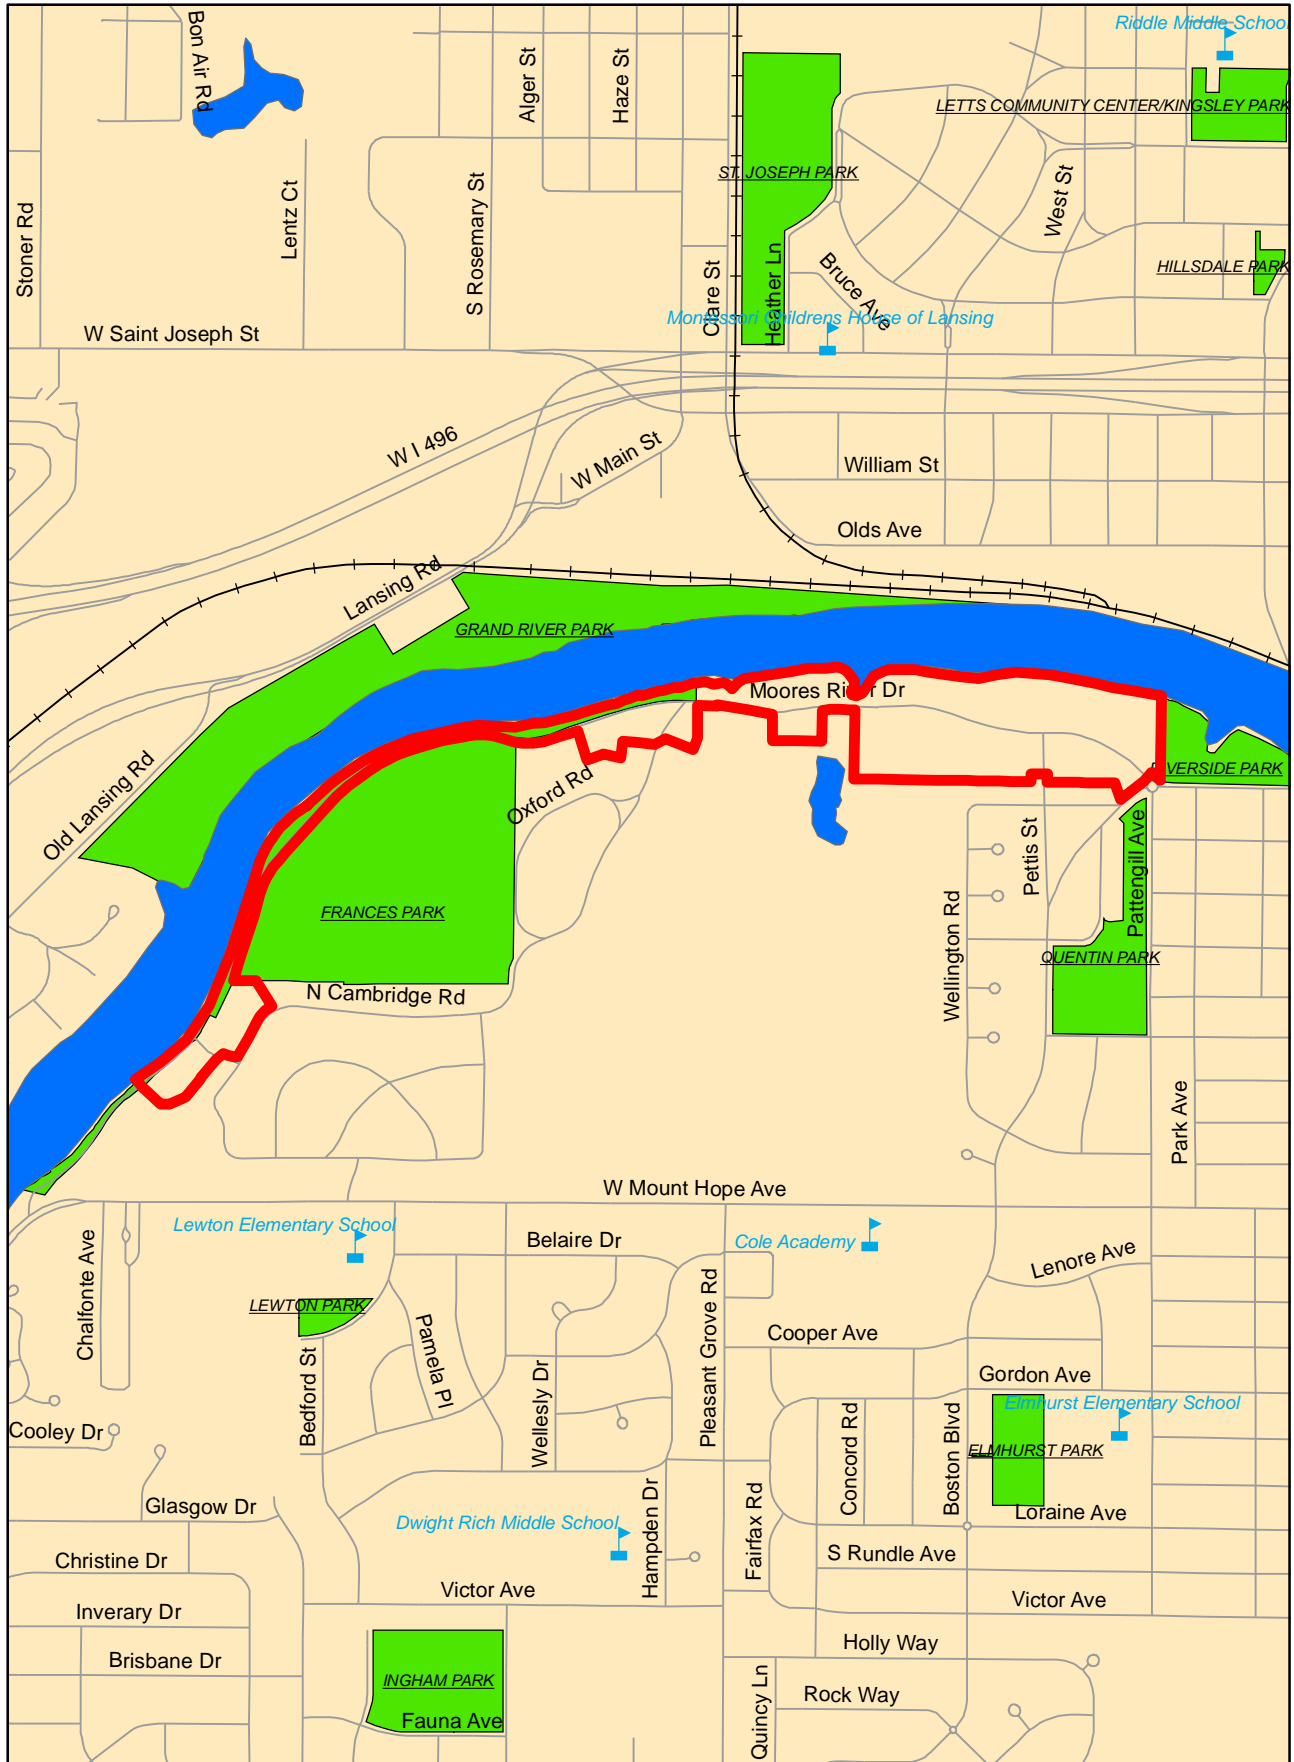 Riddle Middle School
Bon Air Rd
Alger St
Haze St
LETTS COMMUNITY CENTER/KINGSLEY PARK
ST. JOSEPH PARK
West St
Lentz Ct
S Rosemary St
Stoner Rd
HILLSDALE PARK
Clare St
Heather Ln
Bruce Ave
Montessori Childrens House of Lansing
W Saint Joseph St
W I 496
W Main St
William St
Olds Ave
Lansing Rd
GRAND RIVER PARK
Moores River Dr
VERSIDE PARK
Old Lansing Rd
Oxford Rd
Pettis St
Pattengill Ave
FRANCES PARK
Wellington Rd
QUENTIN PARK
N Cambridge Rd
Park Ave
W Mount Hope Ave
Lewton Elementary School
Belaire Dr
Cole Academy
Lenore Ave
Chalfonte Ave
LEWTON PARK
Pleasant Grove Rd
Cooper Ave
Pamela Pl
Gordon Ave
Bedford St
Wellesly Dr
Elmhurst Elementary School
Cooley Dr
Concord Rd
Boston Blvd
ELMHURST PARK
Glasgow Dr
Hampden Dr
Fairfax Rd
Loraine Ave
Dwight Rich Middle School
Christine Dr
S Rundle Ave
Victor Ave
Victor Ave
Inverary Dr
Holly Way
Brisbane Dr
INGHAM PARK
Quincy Ln
Rock Way
Fauna Ave